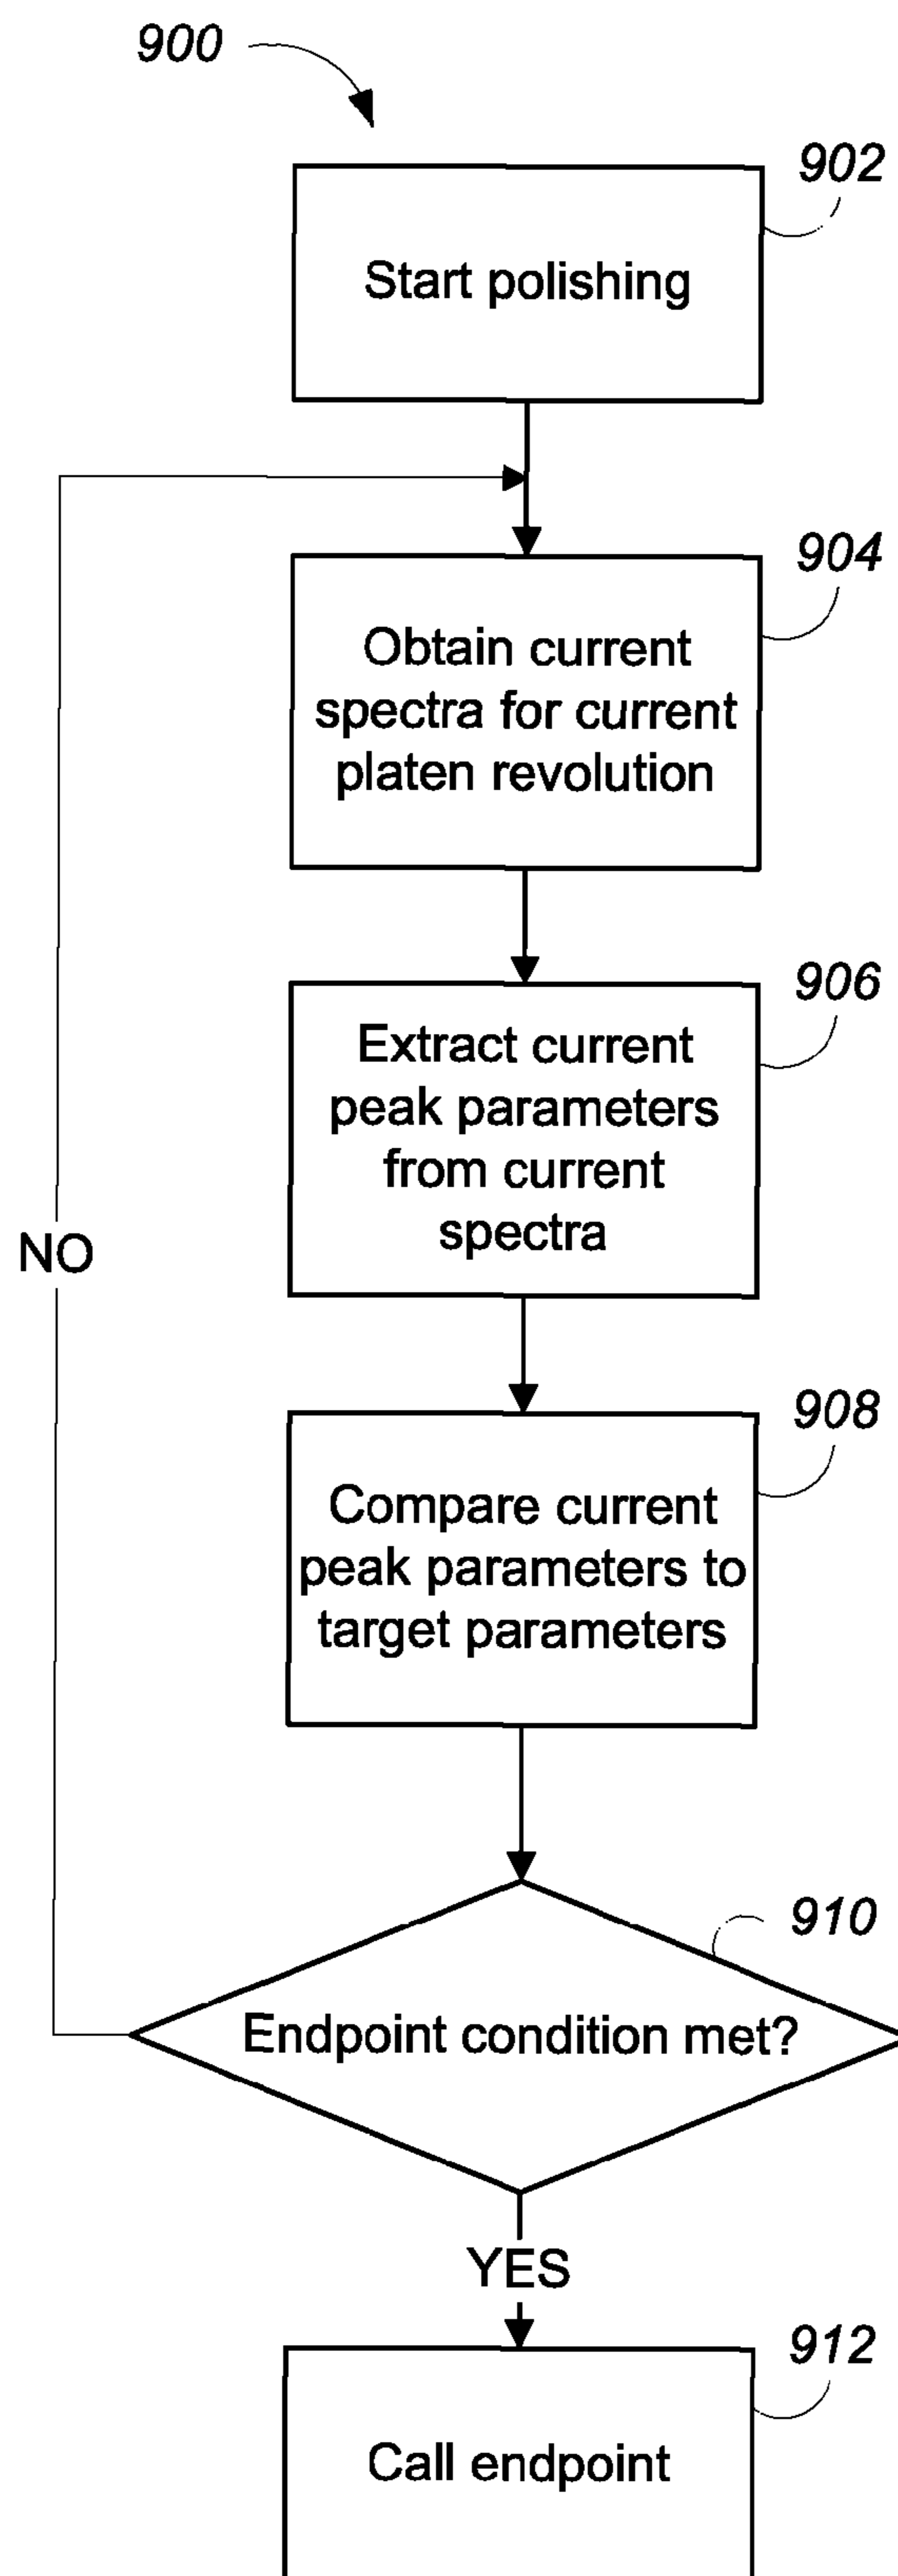 900
902
Start polishing
904
Obtain current
spectra for current
platen revolution
906
Extract current
peak parameters
from current
spectra
NO
908
Compare current
peak parameters to
target parameters
910
Endpoint condition met?
YES
912
Call endpoint